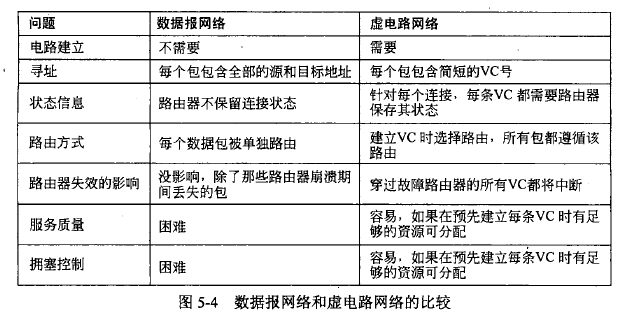 问题 数据报网络 虚电路网络
电路建立 不需要 需要
寻址 每个包包含全部的源和目标地址 每个包包含简短的VC号
状态信息 路由器不保留连接状态 针对每个连接，每条VC 都需要路由器
保存其状态
路由方式 每个数据包被单独路由 建立VC 时选择路由，所有包都遵循该
路由
路由器失效的影响 没影响，除了那些路由器崩溃期
间丢失的包 穿过故障路由器的所有VC都将中断
服务质量 困难 容易，如果在预先建立每条VC 时有足
够的资源可分配
拥塞控制 困难 容易，如果在预先建立每条VC 时有足
够的资源可分配
图 5-4 数据报网络和虚电路网络的比较